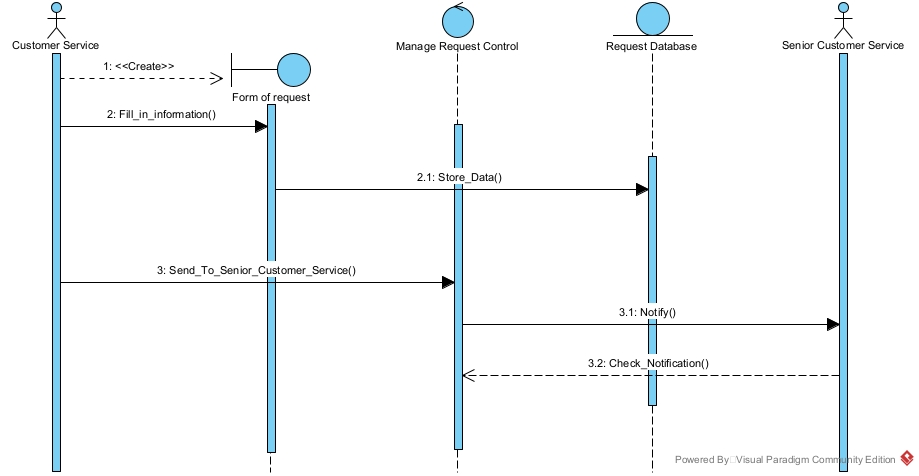 Customer Service
Manage Request Control
Request Database
Senior Customer Service
1: <<Create>>
Form of request
2: Fill_in_information()
2.1: Store_Data()
3: Send_To_Senior_Customer_Service()
3.1: Notify()
3.2: Check_Notification()
Powered By Visual Paradigm Community Edition